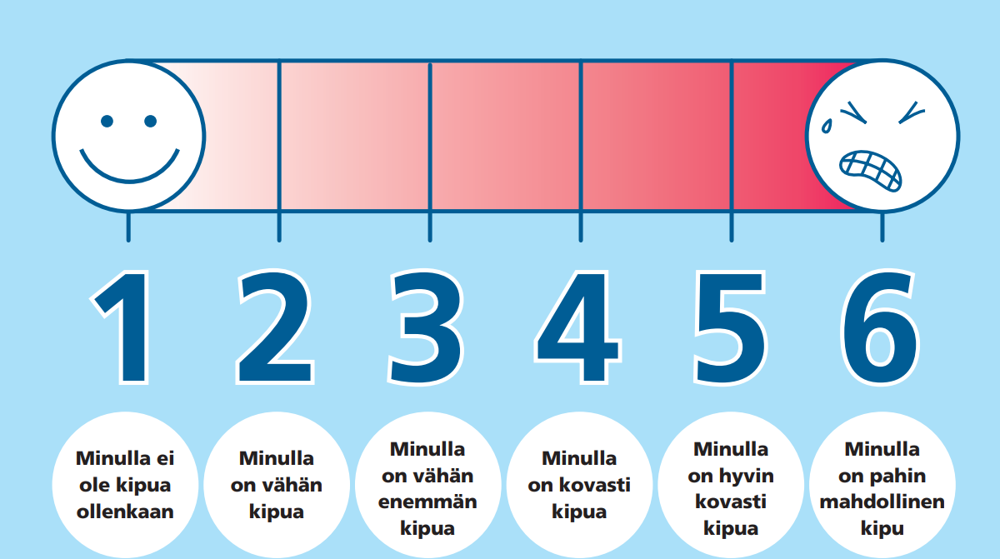 1 2 3 4 5 6
Minulla ei
ole kipua
ollenkaan
Minulla
on vähän
kipua
Minulla
on vähän
enemmän
kipua
Minulla
on kovasti
kipua
Minulla
on hyvin
kovasti
kipua
Minulla
on pahin
mahdollinen
kipu